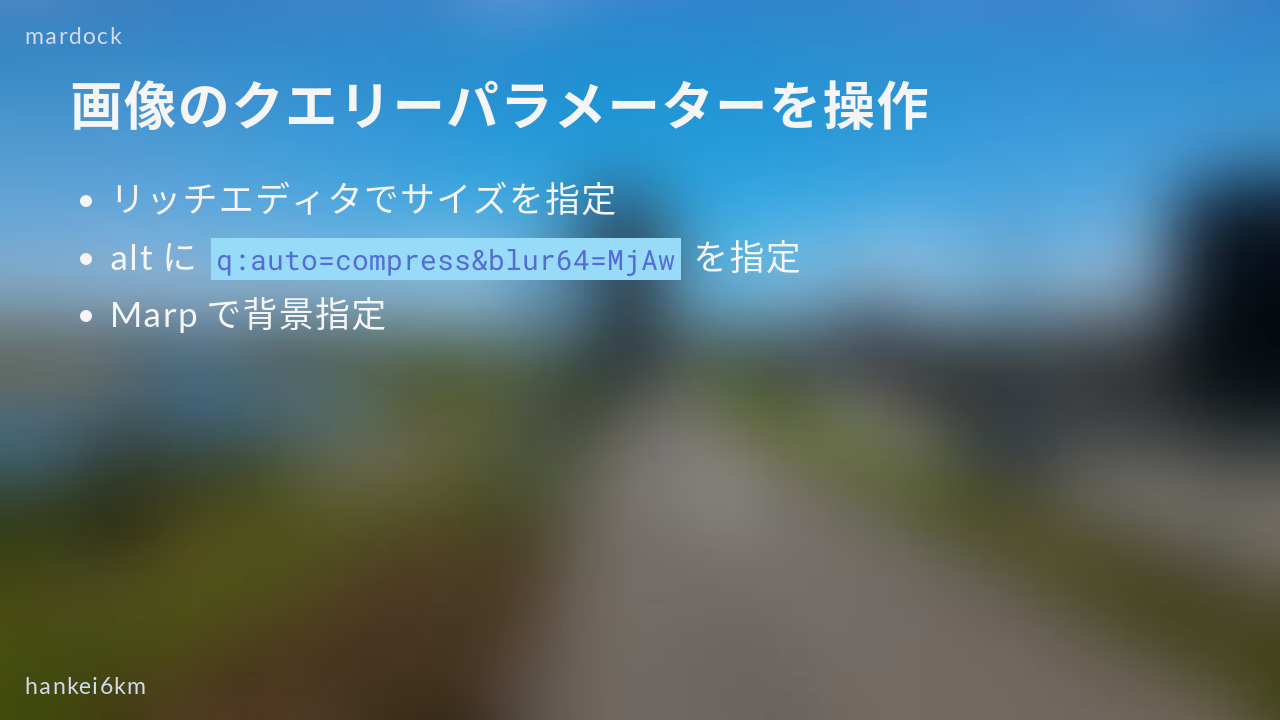 mardock
画像のクエリーパラメーターを操作
リッチエディタでサイズを指定
alt に q:auto=compress&blur64=MjAw を指定
Marp で背景指定
hankei6km